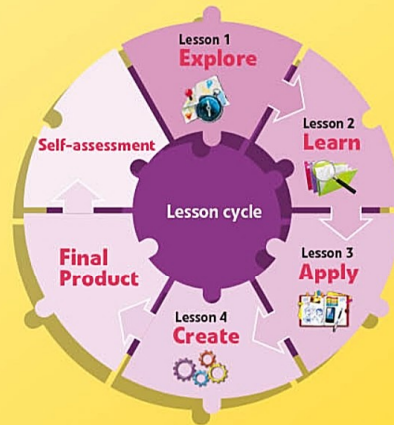 Lesson 1
Explore
Lesson 2
Learn
Lesson 3
Apply
Lesson 4
Create
Final
Product
Self-assessment
Lesson cycle